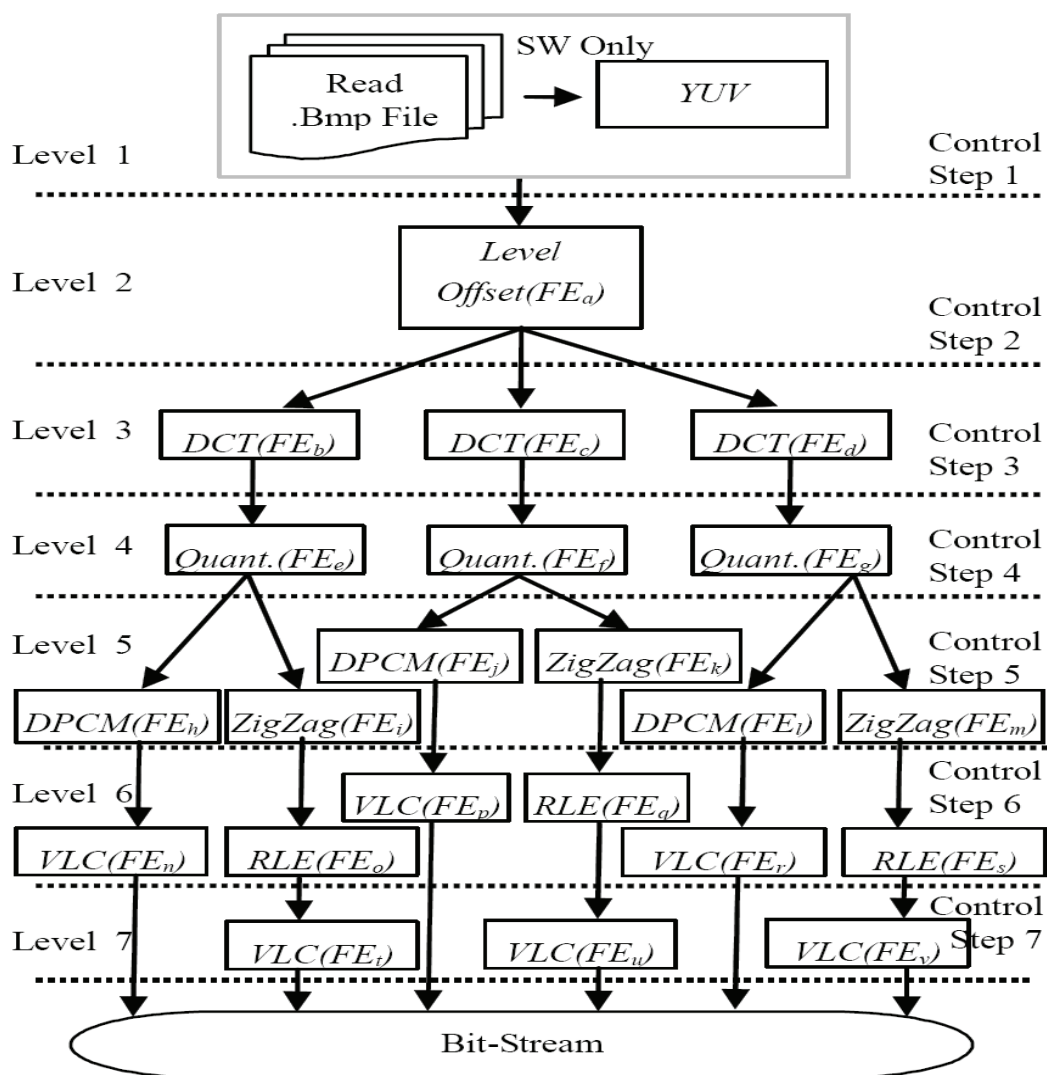 SW Only
Read
.Bmp File
YUV
Level 1
Control
Step 1
Level
Offset(FEa)
Level 2
Control
Step 2
Level 3
DCT(FEb)
DCT(FEc)
DCT(FEd)
Control
Step 3
Level 4
Quant.(FEe)
Quant.(FEf)
Quant.(FEg)
Control
Step 4
Level 5
DPCM(FEj)
ZigZag(FEk)
Control
Step 5
DPCM(FEh)
ZigZag(FEi)
DPCM(FEl)
ZigZag(FEm)
Level 6
VLC(FEp)
RLE(FEq)
Control
Step 6
VLC(FEn)
RLE(FEo)
VLC(FEr)
RLE(FEs)
Level 7
VLC(FEt)
VLC(FEu)
VLC(FEv)
Control
Step 7
Bit-Stream